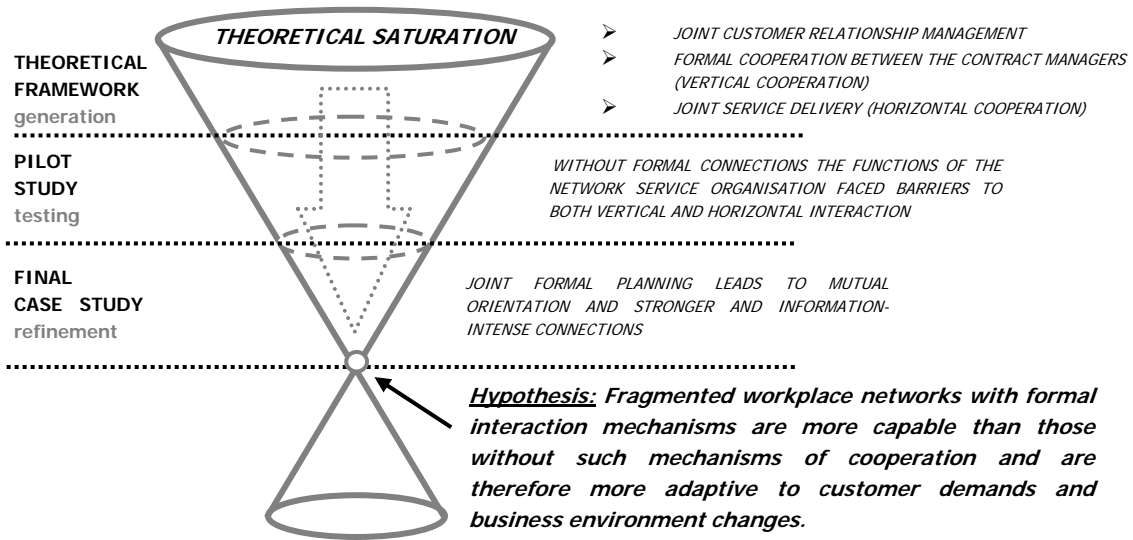 THEORETICAL SATURATION
THEORETICAL
FRAMEWORK
generation
➢ JOINT CUSTOMER RELATIONSHIP MANAGEMENT
➢ FORMAL COOPERATION BETWEEN THE CONTRACT MANAGERS
(VERTICAL COOPERATION)
➢ JOINT SERVICE DELIVERY (HORIZONTAL COOPERATION)
PILOT
STUDY
testing
WITHOUT FORMAL CONNECTIONS THE FUNCTIONS OF THE
NETWORK SERVICE ORGANISATION FACED BARRIERS TO
BOTH VERTICAL AND HORIZONTAL INTERACTION
FINAL
CASE STUDY
refinement
JOINT FORMAL PLANNING LEADS TO MUTUAL
ORIENTATION AND STRONGER AND INFORMATION-
INTENSE CONNECTIONS
Hypothesis: Fragmented workplace networks with formal
interaction mechanisms are more capable than those
without such mechanisms of cooperation and are
therefore more adaptive to customer demands and
business environment changes.